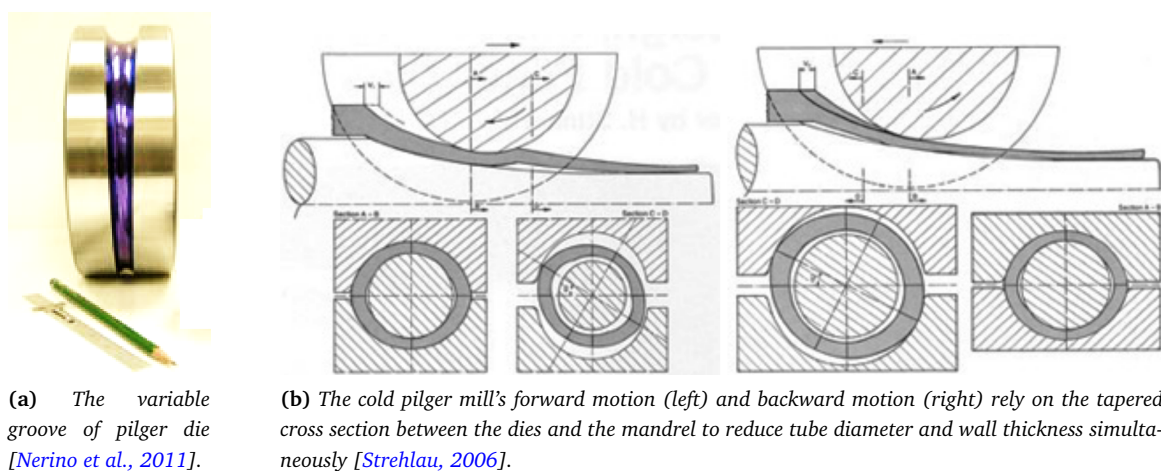 Section A – B
Section C – D
Section C – D
Section A – B
(a) The variable
groove of pilger die
[Nerino et al., 2011].
(b) The cold pilger mill's forward motion (left) and backward motion (right) rely on the tapered
cross section between the dies and the mandrel to reduce tube diameter and wall thickness simulta-
neously [Strehlau, 2006].